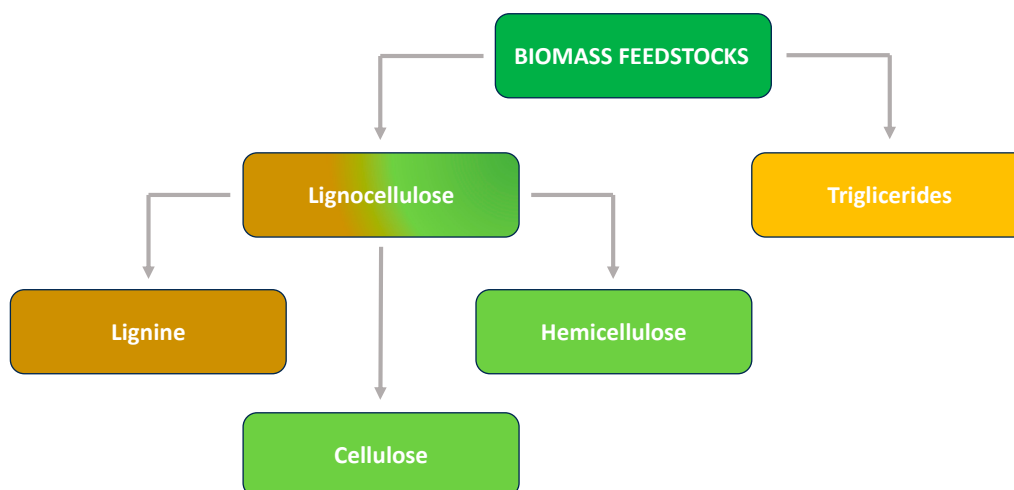 BIOMASS FEEDSTOCKS
Lignocellulose
Triglicerides
Lignine
Hemicellulose
Cellulose